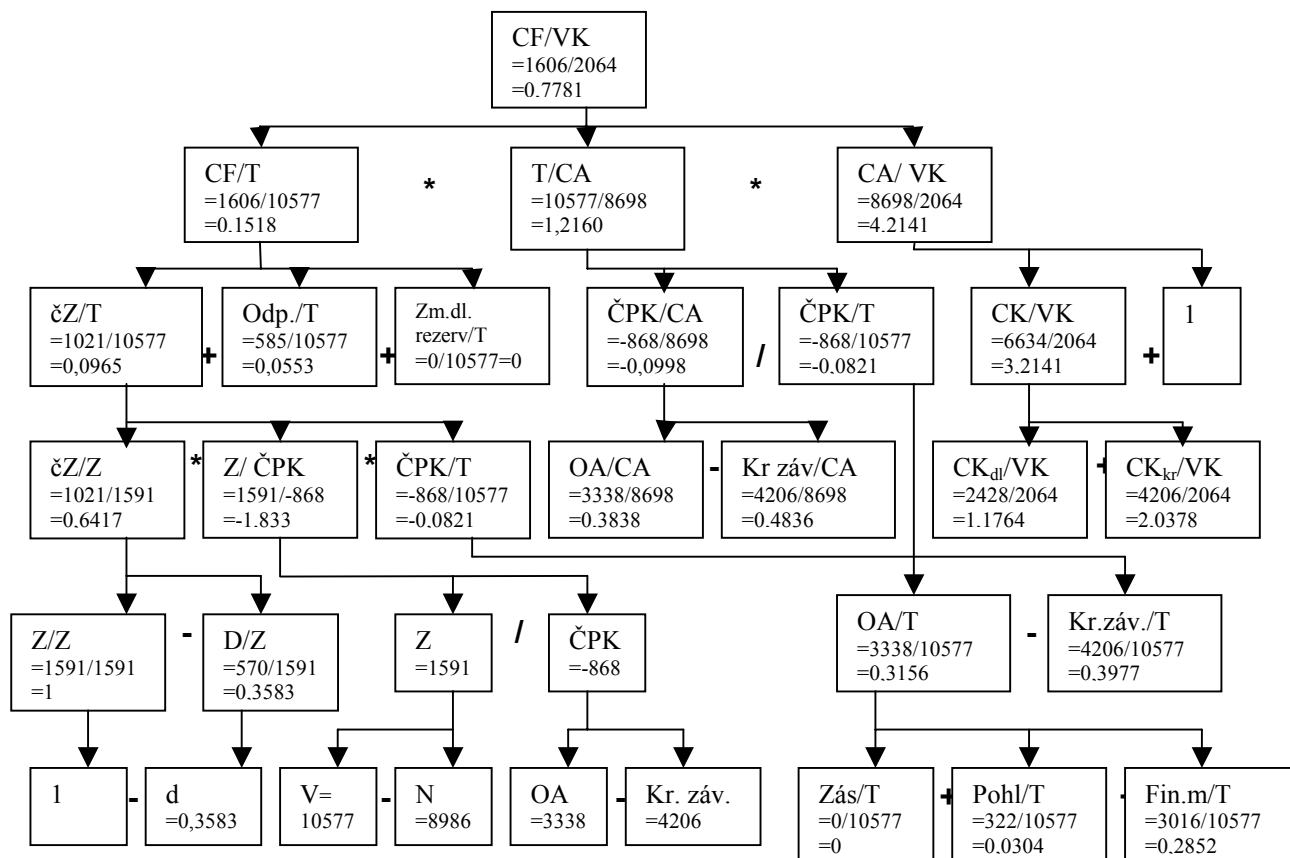 CF/VK
=1606/2064
=0.7781
CF/T
=1606/10577
=0.1518
*
T/CA
=10577/8698
=1,2160
*
CA/ VK
=8698/2064
=4.2141
čZ/T
=1021/10577
=0,0965
+
Odp./T
=585/10577
=0,0553
+
Zm.dl.
rezerv/T
=0/10577=0
ČPK/CA
=-868/8698
=-0,0998
/
ČPK/T
=-868/10577
=-0.0821
CK/VK
=6634/2064
=3.2141
+
1
čZ/Z
=1021/1591
=0.6417
*
Z/ ČPK
=1591/-868
=-1.833
*
ČPK/T
=-868/10577
=-0.0821
OA/CA
=3338/8698
=0.3838
-
Kr záv/CA
=4206/8698
=0.4836
CKdl/VK
=2428/2064
=1.1764
+
CKkr/VK
=4206/2064
=2.0378
Z/Z
=1591/1591
=1
-
D/Z
=570/1591
=0.3583
Z
=1591
/
ČPK
=-868
OA/T
=3338/10577
=0.3156
-
Kr.záv./T
=4206/10577
=0.3977
1
-
d
=0,3583
V=
10577
-
N
=8986
OA
=3338
-
Kr. záv.
=4206
Zás/T
=0/10577
=0
+
Pohl/T
=322/10577
=0,0304
Fin.m/T
=3016/10577
=0,2852